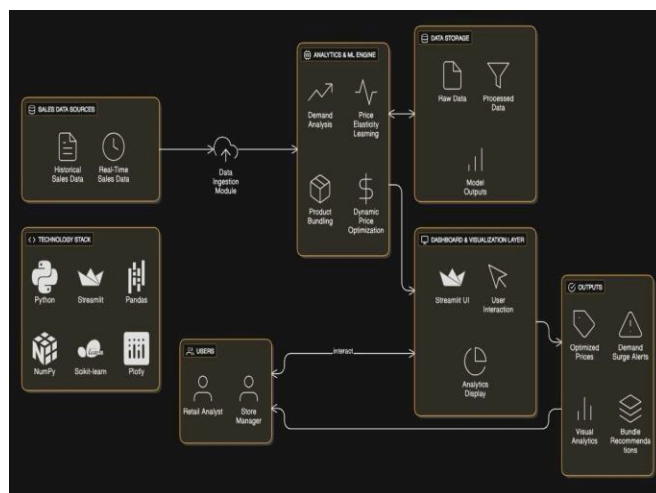 SALES DATA SOURCES
Historical
Sales Data
Real-Time
Sales Data
Data
Ingestion
Module
ANALYTICS & ML ENGINE
Demand
Analysis
Price
Elasticity
Learning
Product
Bundling
Dynamic
Price
Optimization
DATA STORAGE
Raw Data
Processed
Data
Model
Outputs
TECHNOLOGY STACK
Python
Streamlit
Pandas
NumPy
Scikit-learn
Plotly
USERS
Retail Analyst
Store
Manager
interact
DASHBOARD & VISUALIZATION LAYER
Streamlit UI
User
Interaction
Analytics
Display
OUTPUTS
Optimized
Prices
Demand
Surge Alerts
Visual
Analytics
Bundle
Recommenda
tions